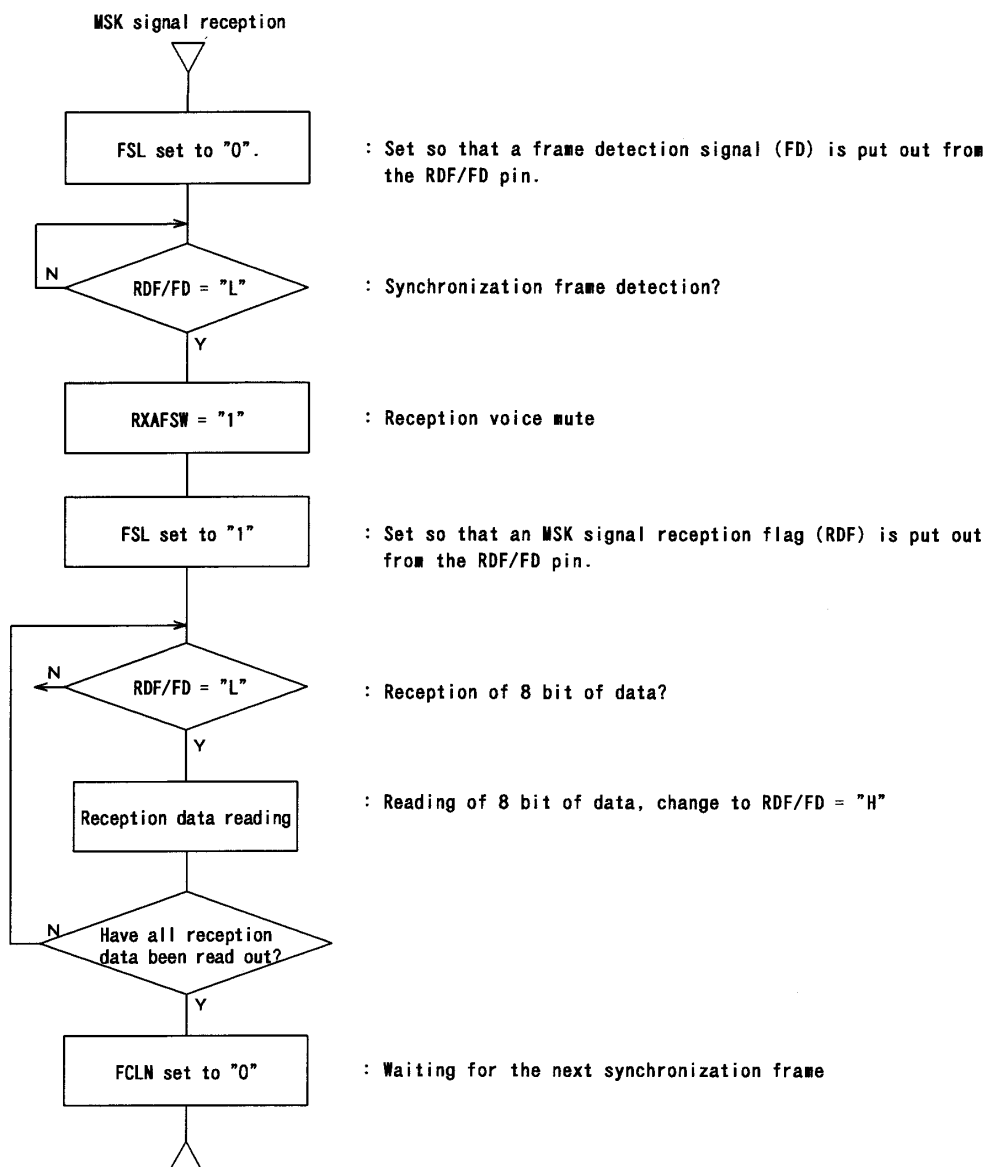 MSK signal reception
FSL set to "0".
: Set so that a frame detection signal (FD) is put out from
the RDF/FD pin.
N
RDF/FD = "L"
: Synchronization frame detection?
Y
RXAFSW = "1"
: Reception voice mute
FSL set to "1"
: Set so that an MSK signal reception flag (RDF) is put out
from the RDF/FD pin.
N
RDF/FD = "L"
: Reception of 8 bit of data?
Y
Reception data reading
: Reading of 8 bit of data, change to RDF/FD = "H"
N
Have all reception
data been read out?
Y
FCLN set to "0"
: Waiting for the next synchronization frame